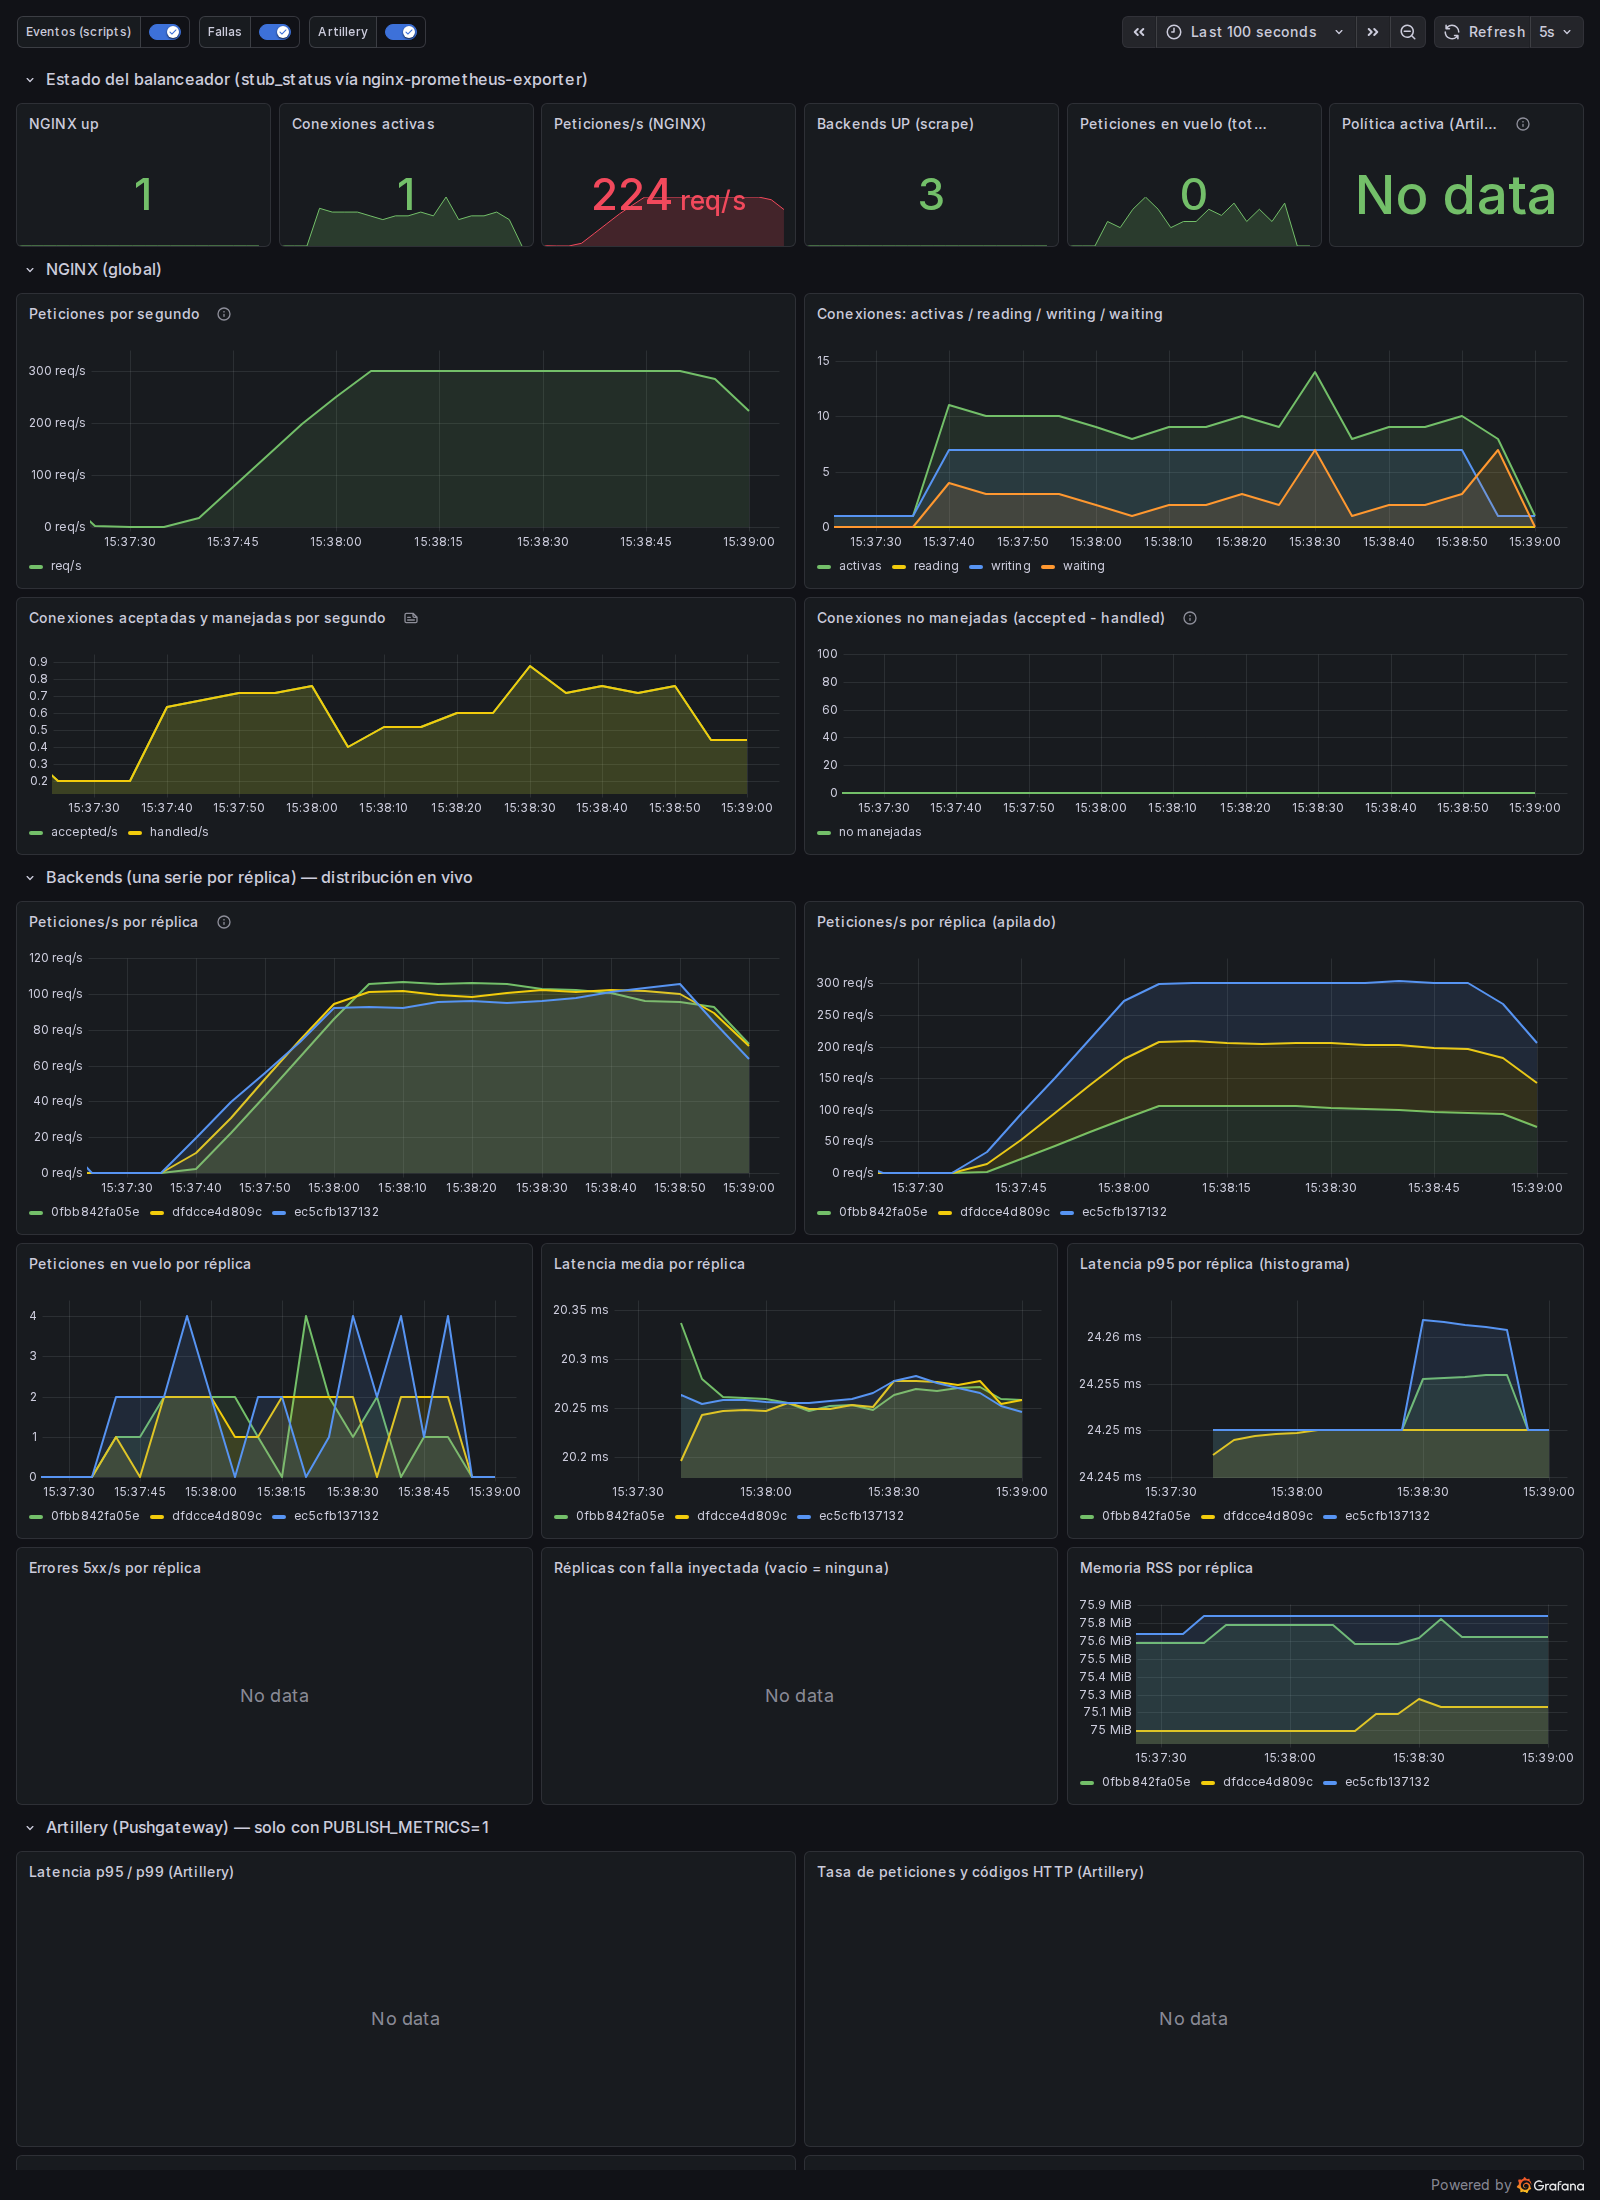 Eventos (scripts) Fallas Artillery Last 100 seconds Refresh 5s
Estado del balanceador (stub_status vía nginx-prometheus-exporter)
NGINX up
1
Conexiones activas
1
Peticiones/s (NGINX)
224 req/s
Backends UP (scrape)
3
Peticiones en vuelo (tot...
0
Política activa (Artil...
No data
NGINX (global)
Peticiones por segundo
300 req/s
200 req/s
100 req/s
0 req/s
15:37:30 15:37:45 15:38:00 15:38:15 15:38:30 15:38:45 15:39:00
req/s
Conexiones: activas / reading / writing / waiting
15
10
5
0
15:37:30 15:37:40 15:37:50 15:38:00 15:38:10 15:38:20 15:38:30 15:38:40 15:38:50 15:39:00
activas reading writing waiting
Conexiones aceptadas y manejadas por segundo
0.9
0.8
0.7
0.6
0.5
0.4
0.3
0.2
15:37:30 15:37:40 15:37:50 15:38:00 15:38:10 15:38:20 15:38:30 15:38:40 15:38:50 15:39:00
accepted/s handled/s
Conexiones no manejadas (accepted - handled)
100
80
60
40
20
0
15:37:30 15:37:40 15:37:50 15:38:00 15:38:10 15:38:20 15:38:30 15:38:40 15:38:50 15:39:00
no manejadas
Backends (una serie por réplica) — distribución en vivo
Peticiones/s por réplica
120 req/s
100 req/s
80 req/s
60 req/s
40 req/s
20 req/s
0 req/s
15:37:30 15:37:40 15:37:50 15:38:00 15:38:10 15:38:20 15:38:30 15:38:40 15:38:50 15:39:00
0fbb842fa05e dfdcce4d809c ec5cfb137132
Peticiones/s por réplica (apilado)
300 req/s
250 req/s
200 req/s
150 req/s
100 req/s
50 req/s
0 req/s
15:37:30 15:37:45 15:38:00 15:38:15 15:38:30 15:38:45 15:39:00
0fbb842fa05e dfdcce4d809c ec5cfb137132
Peticiones en vuelo por réplica
4
3
2
1
0
15:37:30 15:37:45 15:38:00 15:38:15 15:38:30 15:38:45 15:39:00
0fbb842fa05e dfdcce4d809c ec5cfb137132
Latencia media por réplica
20.35 ms
20.3 ms
20.25 ms
20.2 ms
15:37:30 15:38:00 15:38:30 15:39:00
0fbb842fa05e dfdcce4d809c ec5cfb137132
Latencia p95 por réplica (histograma)
24.26 ms
24.255 ms
24.25 ms
24.245 ms
15:37:30 15:38:00 15:38:30 15:39:00
0fbb842fa05e dfdcce4d809c ec5cfb137132
Errores 5xx/s por réplica
No data
Réplicas con falla inyectada (vacío = ninguna)
No data
Memoria RSS por réplica
75.9 MiB
75.8 MiB
75.6 MiB
75.5 MiB
75.4 MiB
75.3 MiB
75.1 MiB
75 MiB
15:37:30 15:38:00 15:38:30 15:39:00
0fbb842fa05e dfdcce4d809c ec5cfb137132
Artillery (Pushgateway) — solo con PUBLISH_METRICS=1
Latencia p95 / p99 (Artillery)
No data
Tasa de peticiones y códigos HTTP (Artillery)
No data
Powered by Grafana